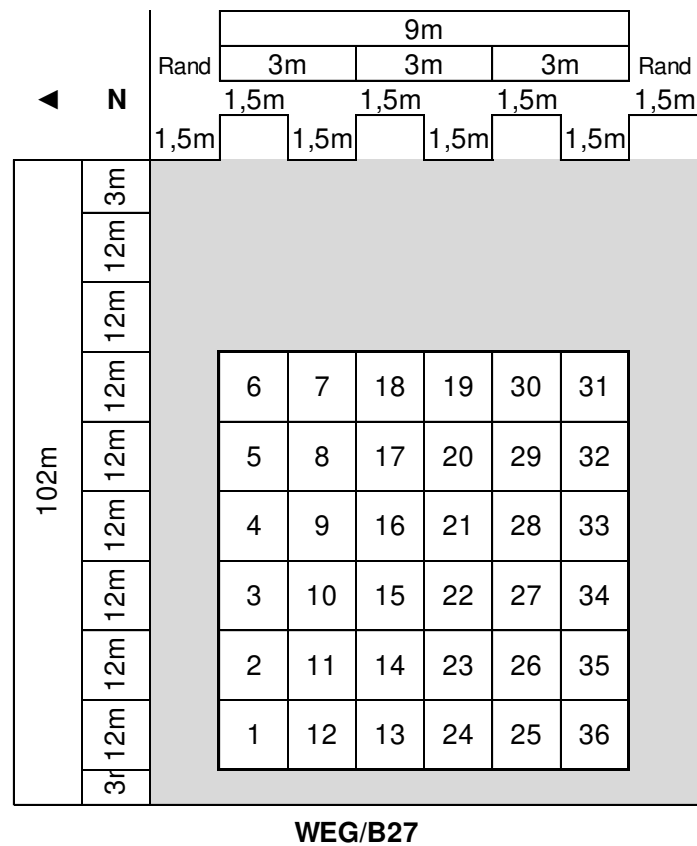 9m
Rand 3m 3m 3m Rand
◄ N 1,5m 1,5m 1,5m 1,5m
1,5m 1,5m 1,5m 1,5m
102m
3m
12m
12m
12m 6 7 18 19 30 31
12m 5 8 17 20 29 32
12m 4 9 16 21 28 33
12m 3 10 15 22 27 34
12m 2 11 14 23 26 35
12m 1 12 13 24 25 36
3r
WEG/B27